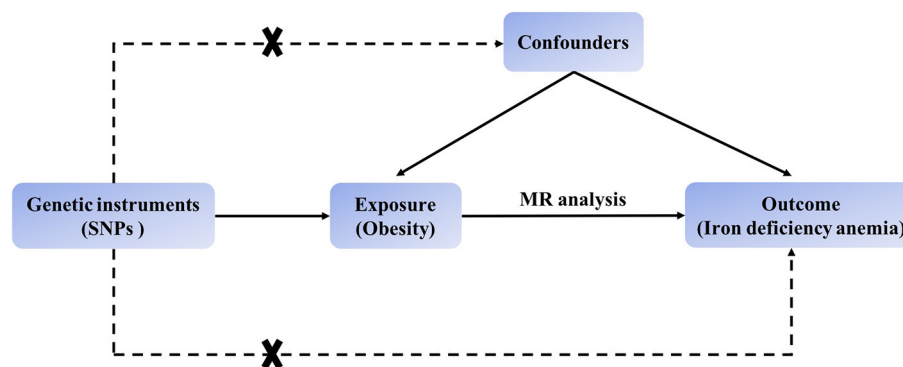 Confounders
Genetic instruments
(SNPs )
Exposure
(Obesity)
MR analysis
Outcome
(Iron deficiency anemia)